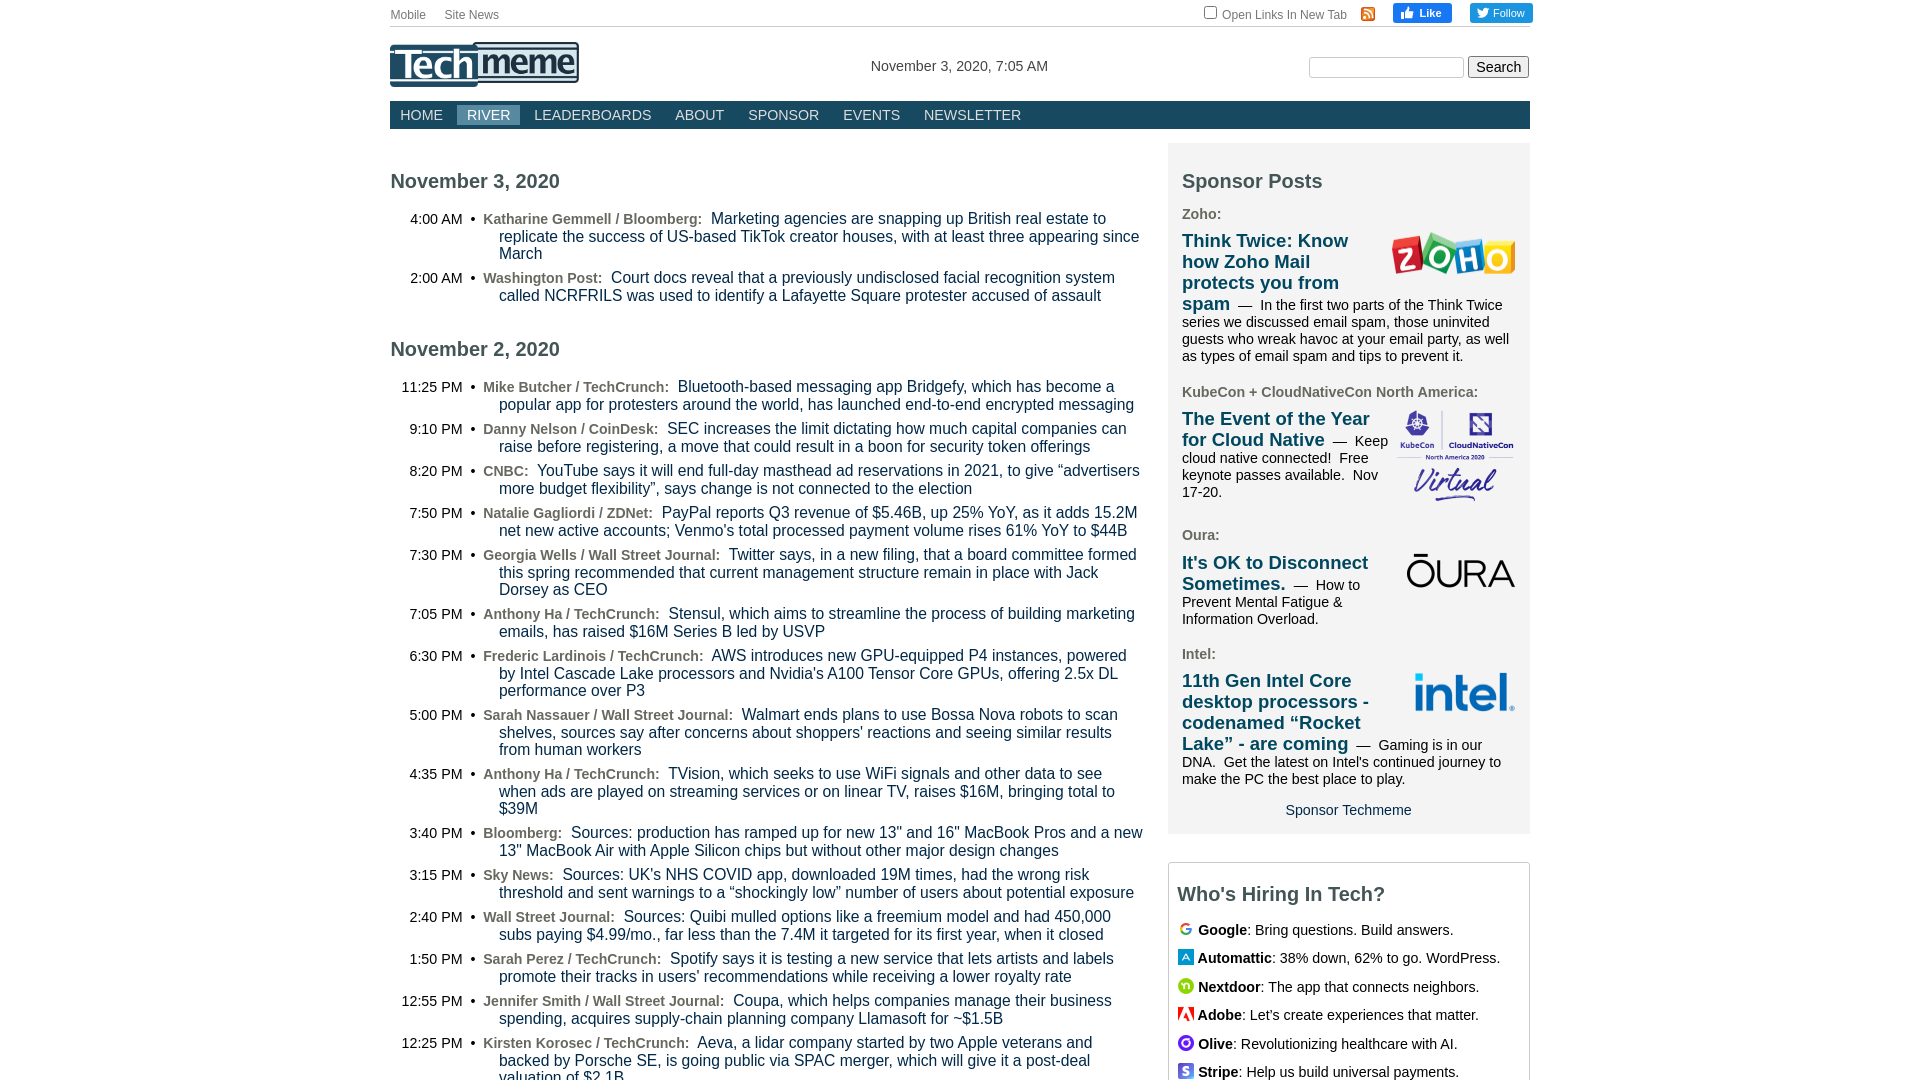 Mobile
Site News
Open Links In New Tab
Like
Follow
Techmeme
November 3, 2020, 7:05 AM
Search
HOME
RIVER
LEADERBOARDS
ABOUT
SPONSOR
EVENTS
NEWSLETTER
November 3, 2020
4:00 AM • Katharine Gemmell / Bloomberg: Marketing agencies are snapping up British real estate to
replicate the success of US-based TikTok creator houses, with at least three appearing since
March
2:00 AM • Washington Post: Court docs reveal that a previously undisclosed facial recognition system
called NCRFRILS was used to identify a Lafayette Square protester accused of assault
November 2, 2020
11:25 PM • Mike Butcher / TechCrunch: Bluetooth-based messaging app Bridgefy, which has become a
popular app for protesters around the world, has launched end-to-end encrypted messaging
9:10 PM • Danny Nelson / CoinDesk: SEC increases the limit dictating how much capital companies can
raise before registering, a move that could result in a boon for security token offerings
8:20 PM • CNBC: YouTube says it will end full-day masthead ad reservations in 2021, to give “advertisers
more budget flexibility”, says change is not connected to the election
7:50 PM • Natalie Gagliordi / ZDNet: PayPal reports Q3 revenue of $5.46B, up 25% YoY, as it adds 15.2M
net new active accounts; Venmo's total processed payment volume rises 61% YoY to $44B
7:30 PM • Georgia Wells / Wall Street Journal: Twitter says, in a new filing, that a board committee formed
this spring recommended that current management structure remain in place with Jack
Dorsey as CEO
7:05 PM • Anthony Ha / TechCrunch: Stensul, which aims to streamline the process of building marketing
emails, has raised $16M Series B led by USVP
6:30 PM • Frederic Lardinois / TechCrunch: AWS introduces new GPU-equipped P4 instances, powered
by Intel Cascade Lake processors and Nvidia's A100 Tensor Core GPUs, offering 2.5x DL
performance over P3
5:00 PM • Sarah Nassauer / Wall Street Journal: Walmart ends plans to use Bossa Nova robots to scan
shelves, sources say after concerns about shoppers' reactions and seeing similar results
from human workers
4:35 PM • Anthony Ha / TechCrunch: TVision, which seeks to use WiFi signals and other data to see
when ads are played on streaming services or on linear TV, raises $16M, bringing total to
$39M
3:40 PM • Bloomberg: Sources: production has ramped up for new 13" and 16" MacBook Pros and a new
13" MacBook Air with Apple Silicon chips but without other major design changes
3:15 PM • Sky News: Sources: UK's NHS COVID app, downloaded 19M times, had the wrong risk
threshold and sent warnings to a “shockingly low” number of users about potential exposure
2:40 PM • Wall Street Journal: Sources: Quibi mulled options like a freemium model and had 450,000
subs paying $4.99/mo., far less than the 7.4M it targeted for its first year, when it closed
1:50 PM • Sarah Perez / TechCrunch: Spotify says it is testing a new service that lets artists and labels
promote their tracks in users' recommendations while receiving a lower royalty rate
12:55 PM • Jennifer Smith / Wall Street Journal: Coupa, which helps companies manage their business
spending, acquires supply-chain planning company Llamasoft for ~$1.5B
12:25 PM • Kirsten Korosec / TechCrunch: Aeva, a lidar company started by two Apple veterans and
backed by Porsche SE, is going public via SPAC merger, which will give it a post-deal
valuation of $2.1B
Sponsor Posts
Zoho:
ZOHO
Think Twice: Know
how Zoho Mail
protects you from
spam — In the first two parts of the Think Twice
series we discussed email spam, those uninvited
guests who wreak havoc at your email party, as well
as types of email spam and tips to prevent it.
KubeCon + CloudNativeCon North America:
The Event of the Year
for Cloud Native — Keep
cloud native connected! Free
keynote passes available. Nov
17-20.
KubeCon
CloudNativeCon
North America 2020
Virtual
Oura:
ŌURA
It's OK to Disconnect
Sometimes. — How to
Prevent Mental Fatigue &
Information Overload.
Intel:
intel.
11th Gen Intel Core
desktop processors -
codenamed “Rocket
Lake” - are coming — Gaming is in our
DNA. Get the latest on Intel's continued journey to
make the PC the best place to play.
Sponsor Techmeme
Who's Hiring In Tech?
Google: Bring questions. Build answers.
Automattic: 38% down, 62% to go. WordPress.
Nextdoor: The app that connects neighbors.
Adobe: Let’s create experiences that matter.
Olive: Revolutionizing healthcare with AI.
Stripe: Help us build universal payments.